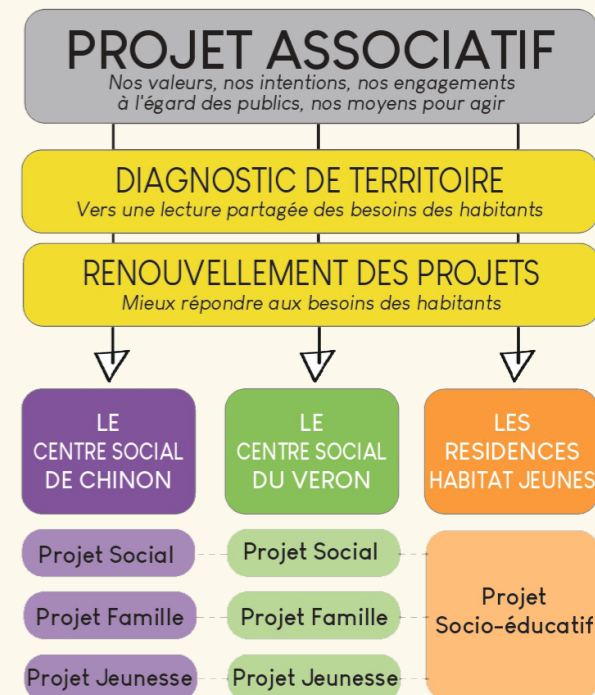 PROJET ASSOCIATIF
Nos valeurs, nos intentions, nos engagements
à l'égard des publics, nos moyens pour agir
DIAGNOSTIC DE TERRITOIRE
Vers une lecture partagée des besoins des habitants
RENOUVELLEMENT DES PROJETS
Mieux répondre aux besoins des habitants
LE
CENTRE SOCIAL
DE CHINON
LE
CENTRE SOCIAL
DU VERON
LES
RESIDENCES
HABITAT JEUNES
Projet Social
Projet Famille
Projet Jeunesse
Projet Social
Projet Famille
Projet Jeunesse
Projet
Socio-éducatif